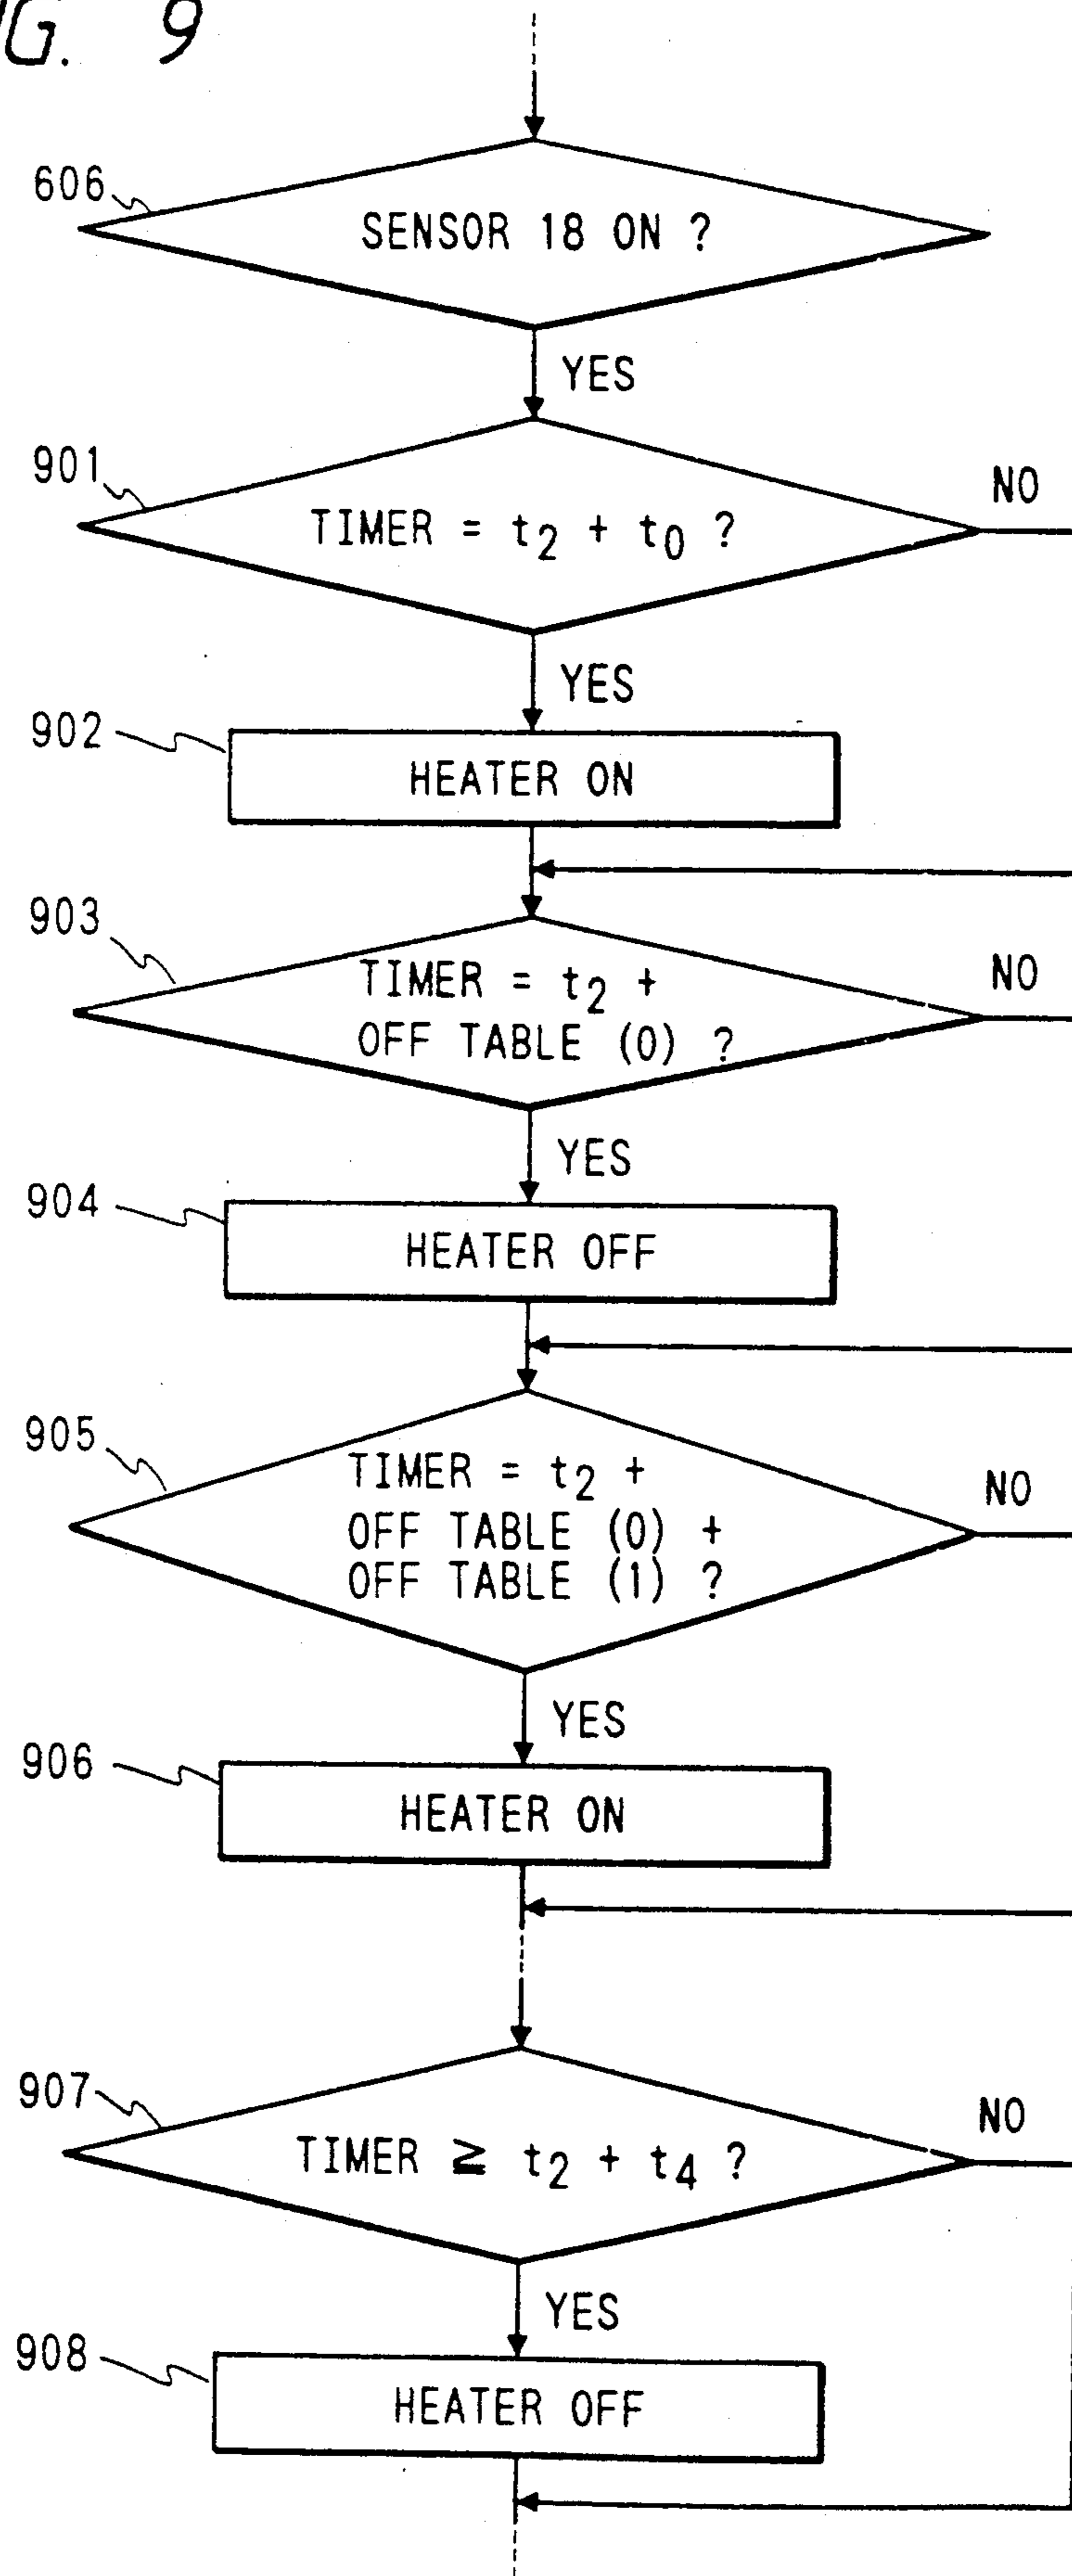 G. 9
606
SENSOR 18 ON ?
YES
901
TIMER = t2 + t0 ?
NO
YES
902
HEATER ON
903
TIMER = t2 +
OFF TABLE (0) ?
NO
YES
904
HEATER OFF
905
TIMER = t2 +
OFF TABLE (0) +
OFF TABLE (1) ?
NO
YES
906
HEATER ON
907
TIMER ≧ t2 + t4 ?
NO
YES
908
HEATER OFF